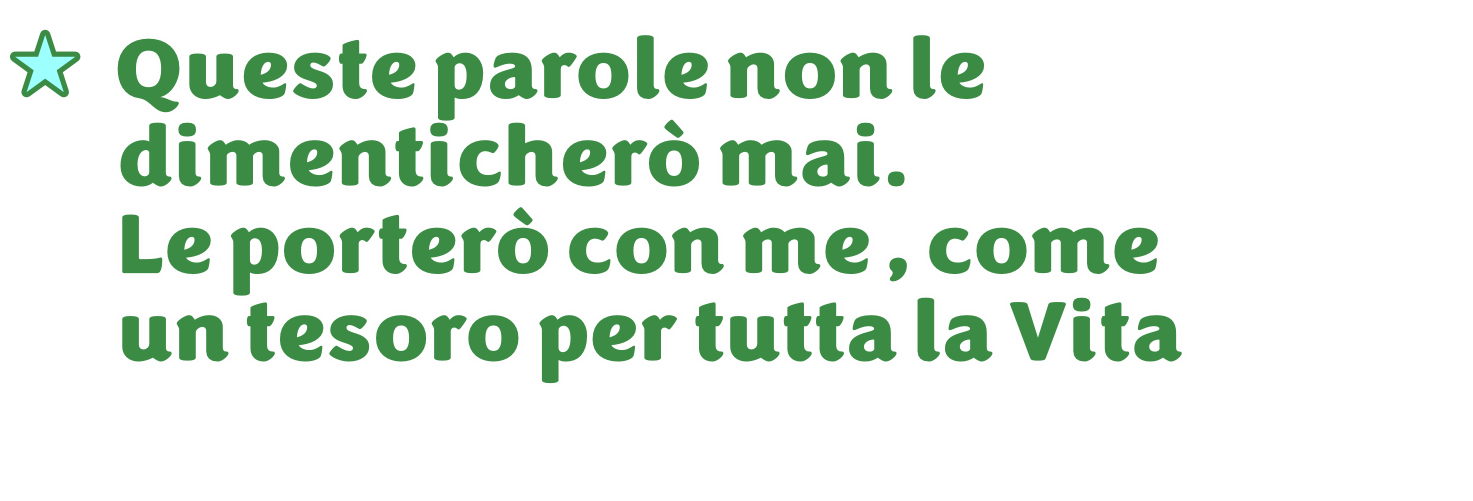 Queste parole non le
dimenticherò mai.
Le porterò con me , come
un tesoro per tutta la Vita